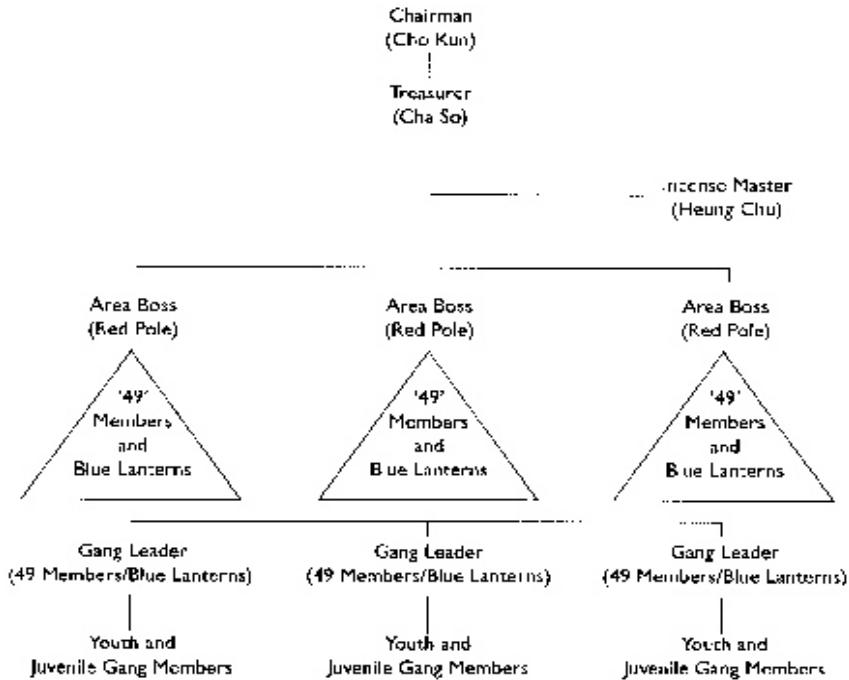 Chairman
(Cho Kun)
Treasurer
(Cha So)
Incense Master
(Heung Chu)
Area Boss
(Red Pole)
Area Boss
(Red Pole)
Area Boss
(Red Pole)
'49'
Members
and
Blue Lanterns
'49'
Members
and
Blue Lanterns
'49'
Members
and
Blue Lanterns
Gang Leader
(49 Members/Blue Lanterns)
Gang Leader
(49 Members/Blue Lanterns)
Gang Leader
(49 Members/Blue Lanterns)
Youth and
Juvenile Gang Members
Youth and
Juvenile Gang Members
Youth and
Juvenile Gang Members